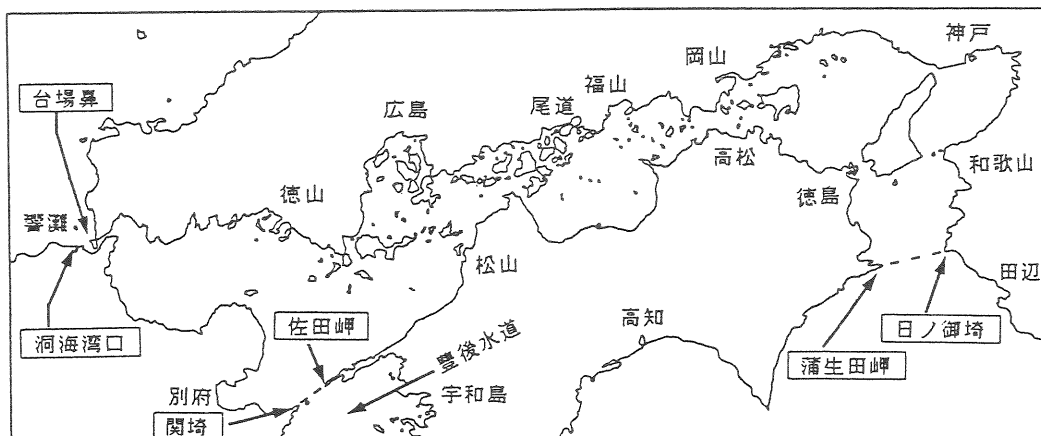 神戸
岡山
福山
尾道
広島
台場鼻
高松
和歌山
徳島
徳山
響灘
松山
田辺
洞海湾口
佐田岬
高知
日ノ御埼
豊後水道
蒲生田岬
別府
宇和島
関埼